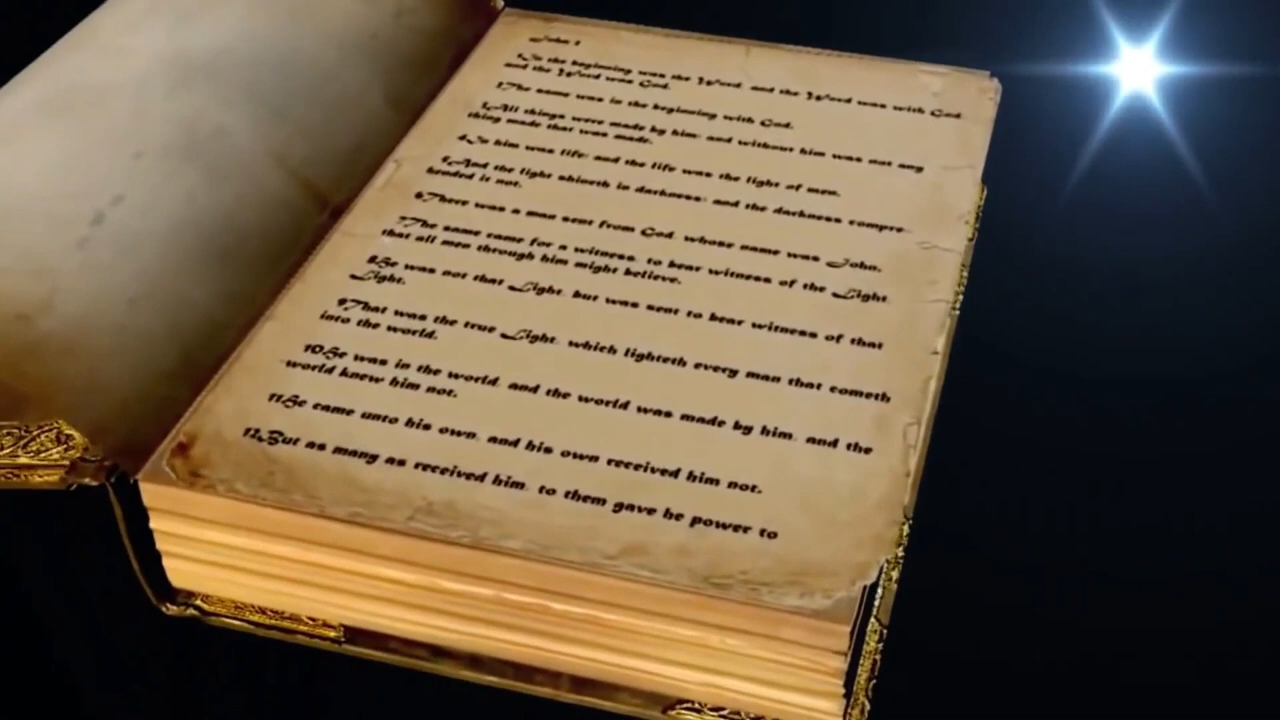 John 1
1In the beginning was the Word, and the Word was with God,
and the Word was God.
2The same was in the beginning with God.
3All things were made by him; and without him was not any
thing made that was made.
4In him was life; and the life was the light of men.
5And the light shineth in darkness; and the darkness compre-
hended it not.
6There was a man sent from God, whose name was John.
7The same came for a witness, to bear witness of the Light,
that all men through him might believe.
8He was not that Light, but was sent to bear witness of that
Light.
9That was the true Light, which lighteth every man that cometh
into the world.
10He was in the world, and the world was made by him, and the
world knew him not.
11He came unto his own, and his own received him not.
12But as many as received him, to them gave he power to